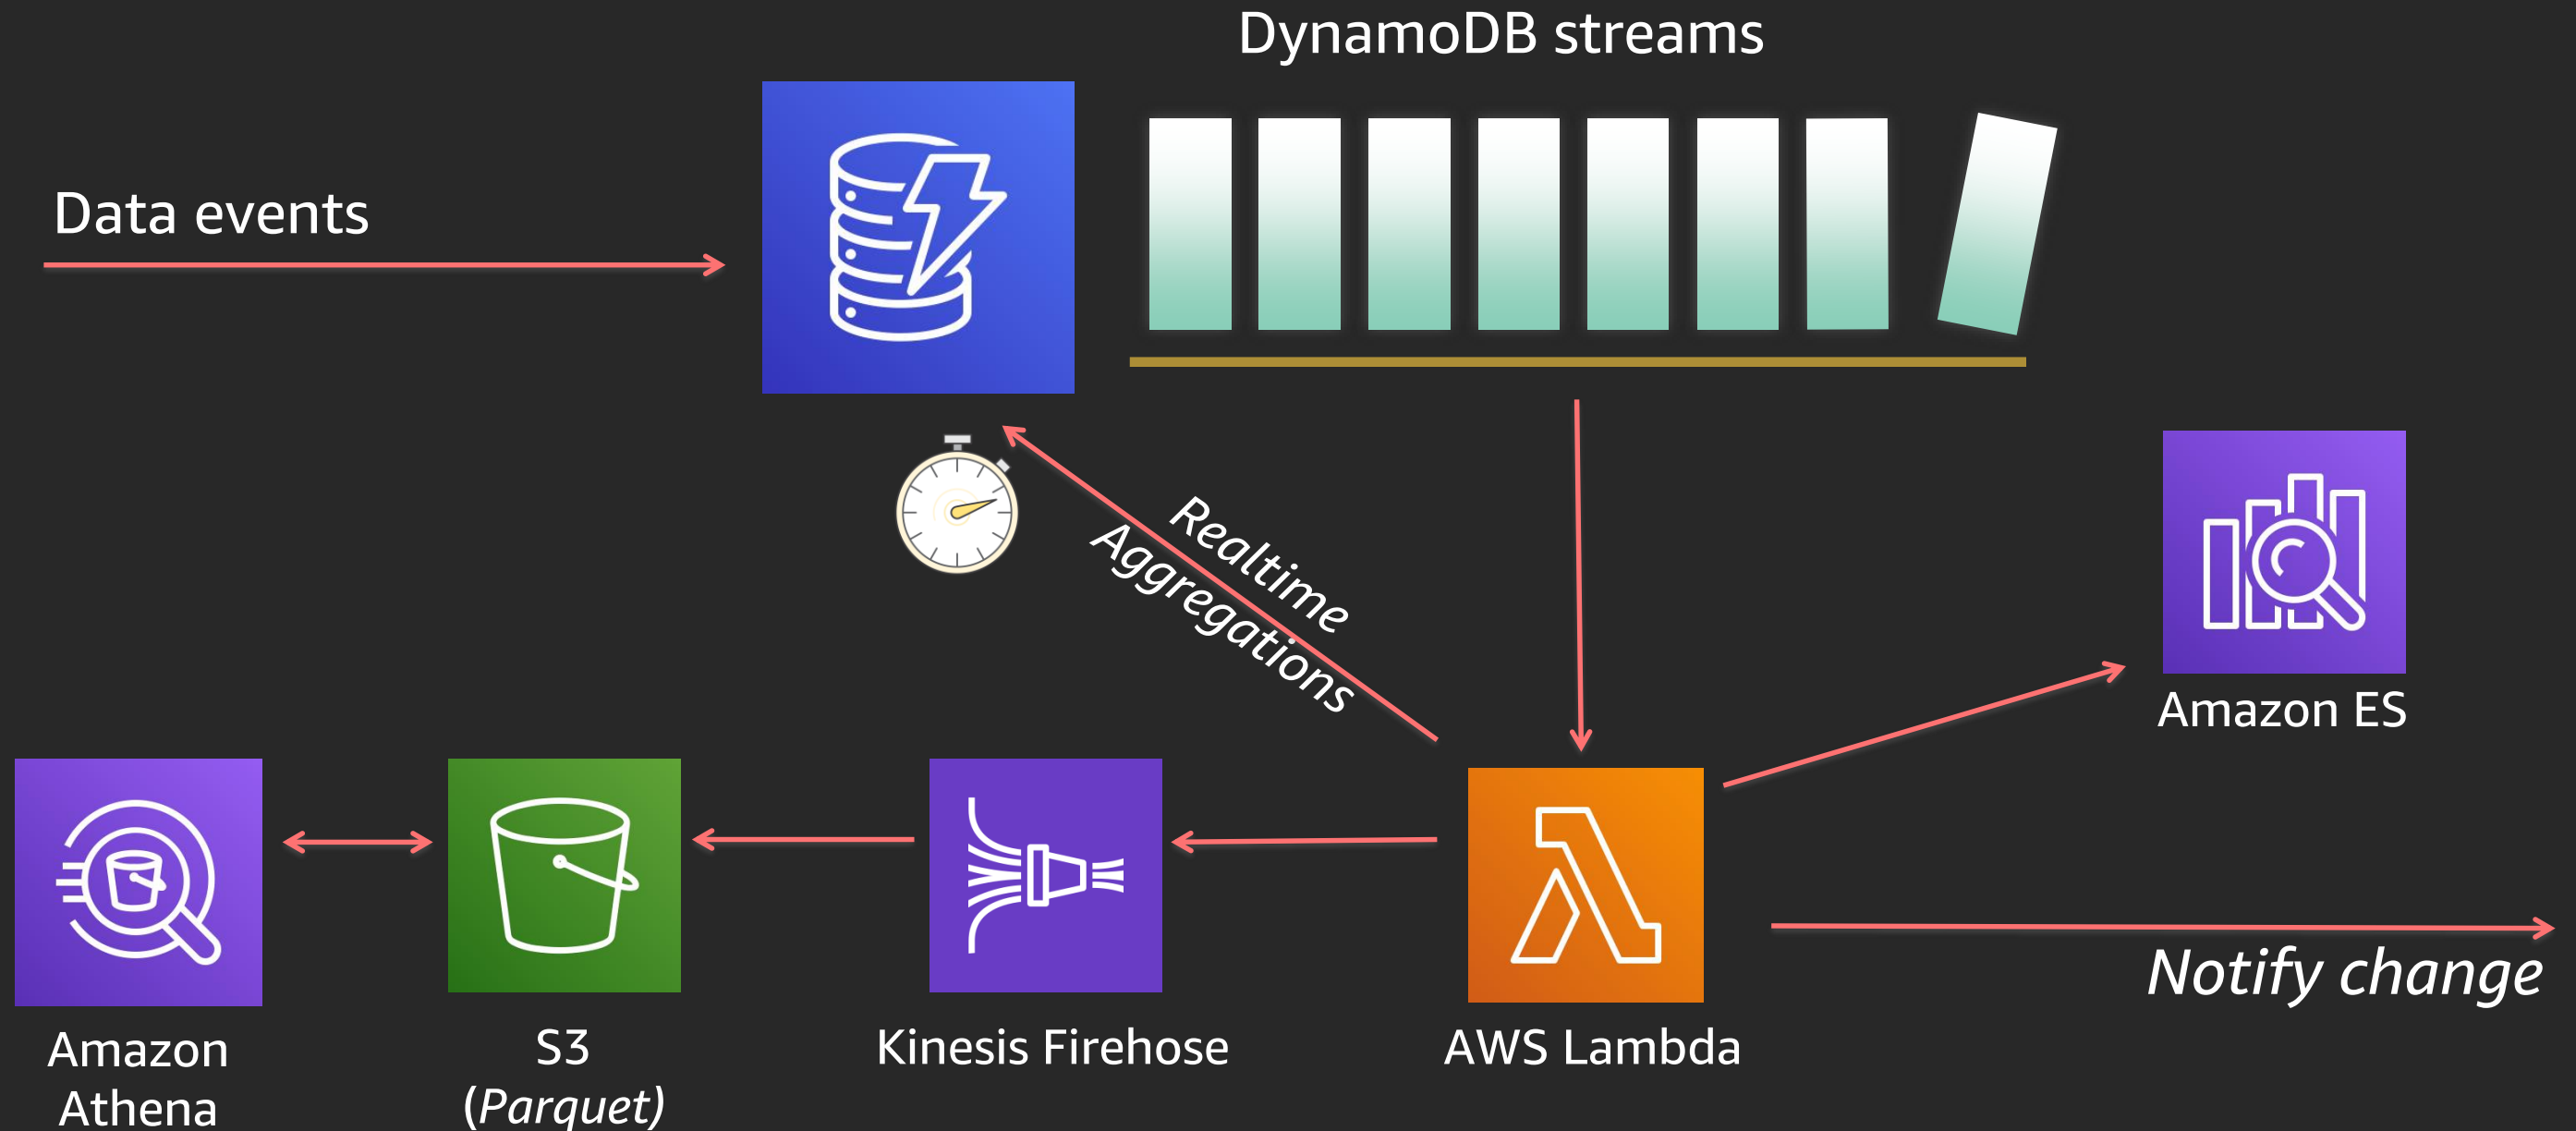 DynamoDB streams
Data events
Realtime
Aggregations
Amazon ES
Notify change
Amazon
Athena
S3
(Parquet)
Kinesis Firehose
AWS Lambda